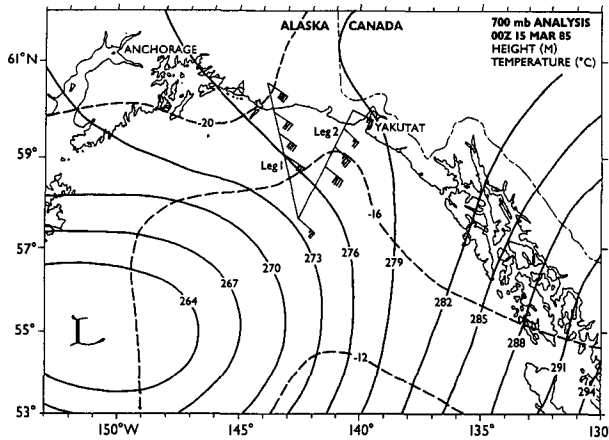 ALASKA CANADA
700 mb ANALYSIS
00Z 15 MAR 85
HEIGHT (M)
TEMPERATURE (°C)
ANCHORAGE
61°N
-20
Leg 2
YAKUTAT
59°
Leg 1
-16
57°
264
267
270
273
276
279
282
285
288
291
294
L
55°
-12
53°
150°W
145°
140°
135°
130°